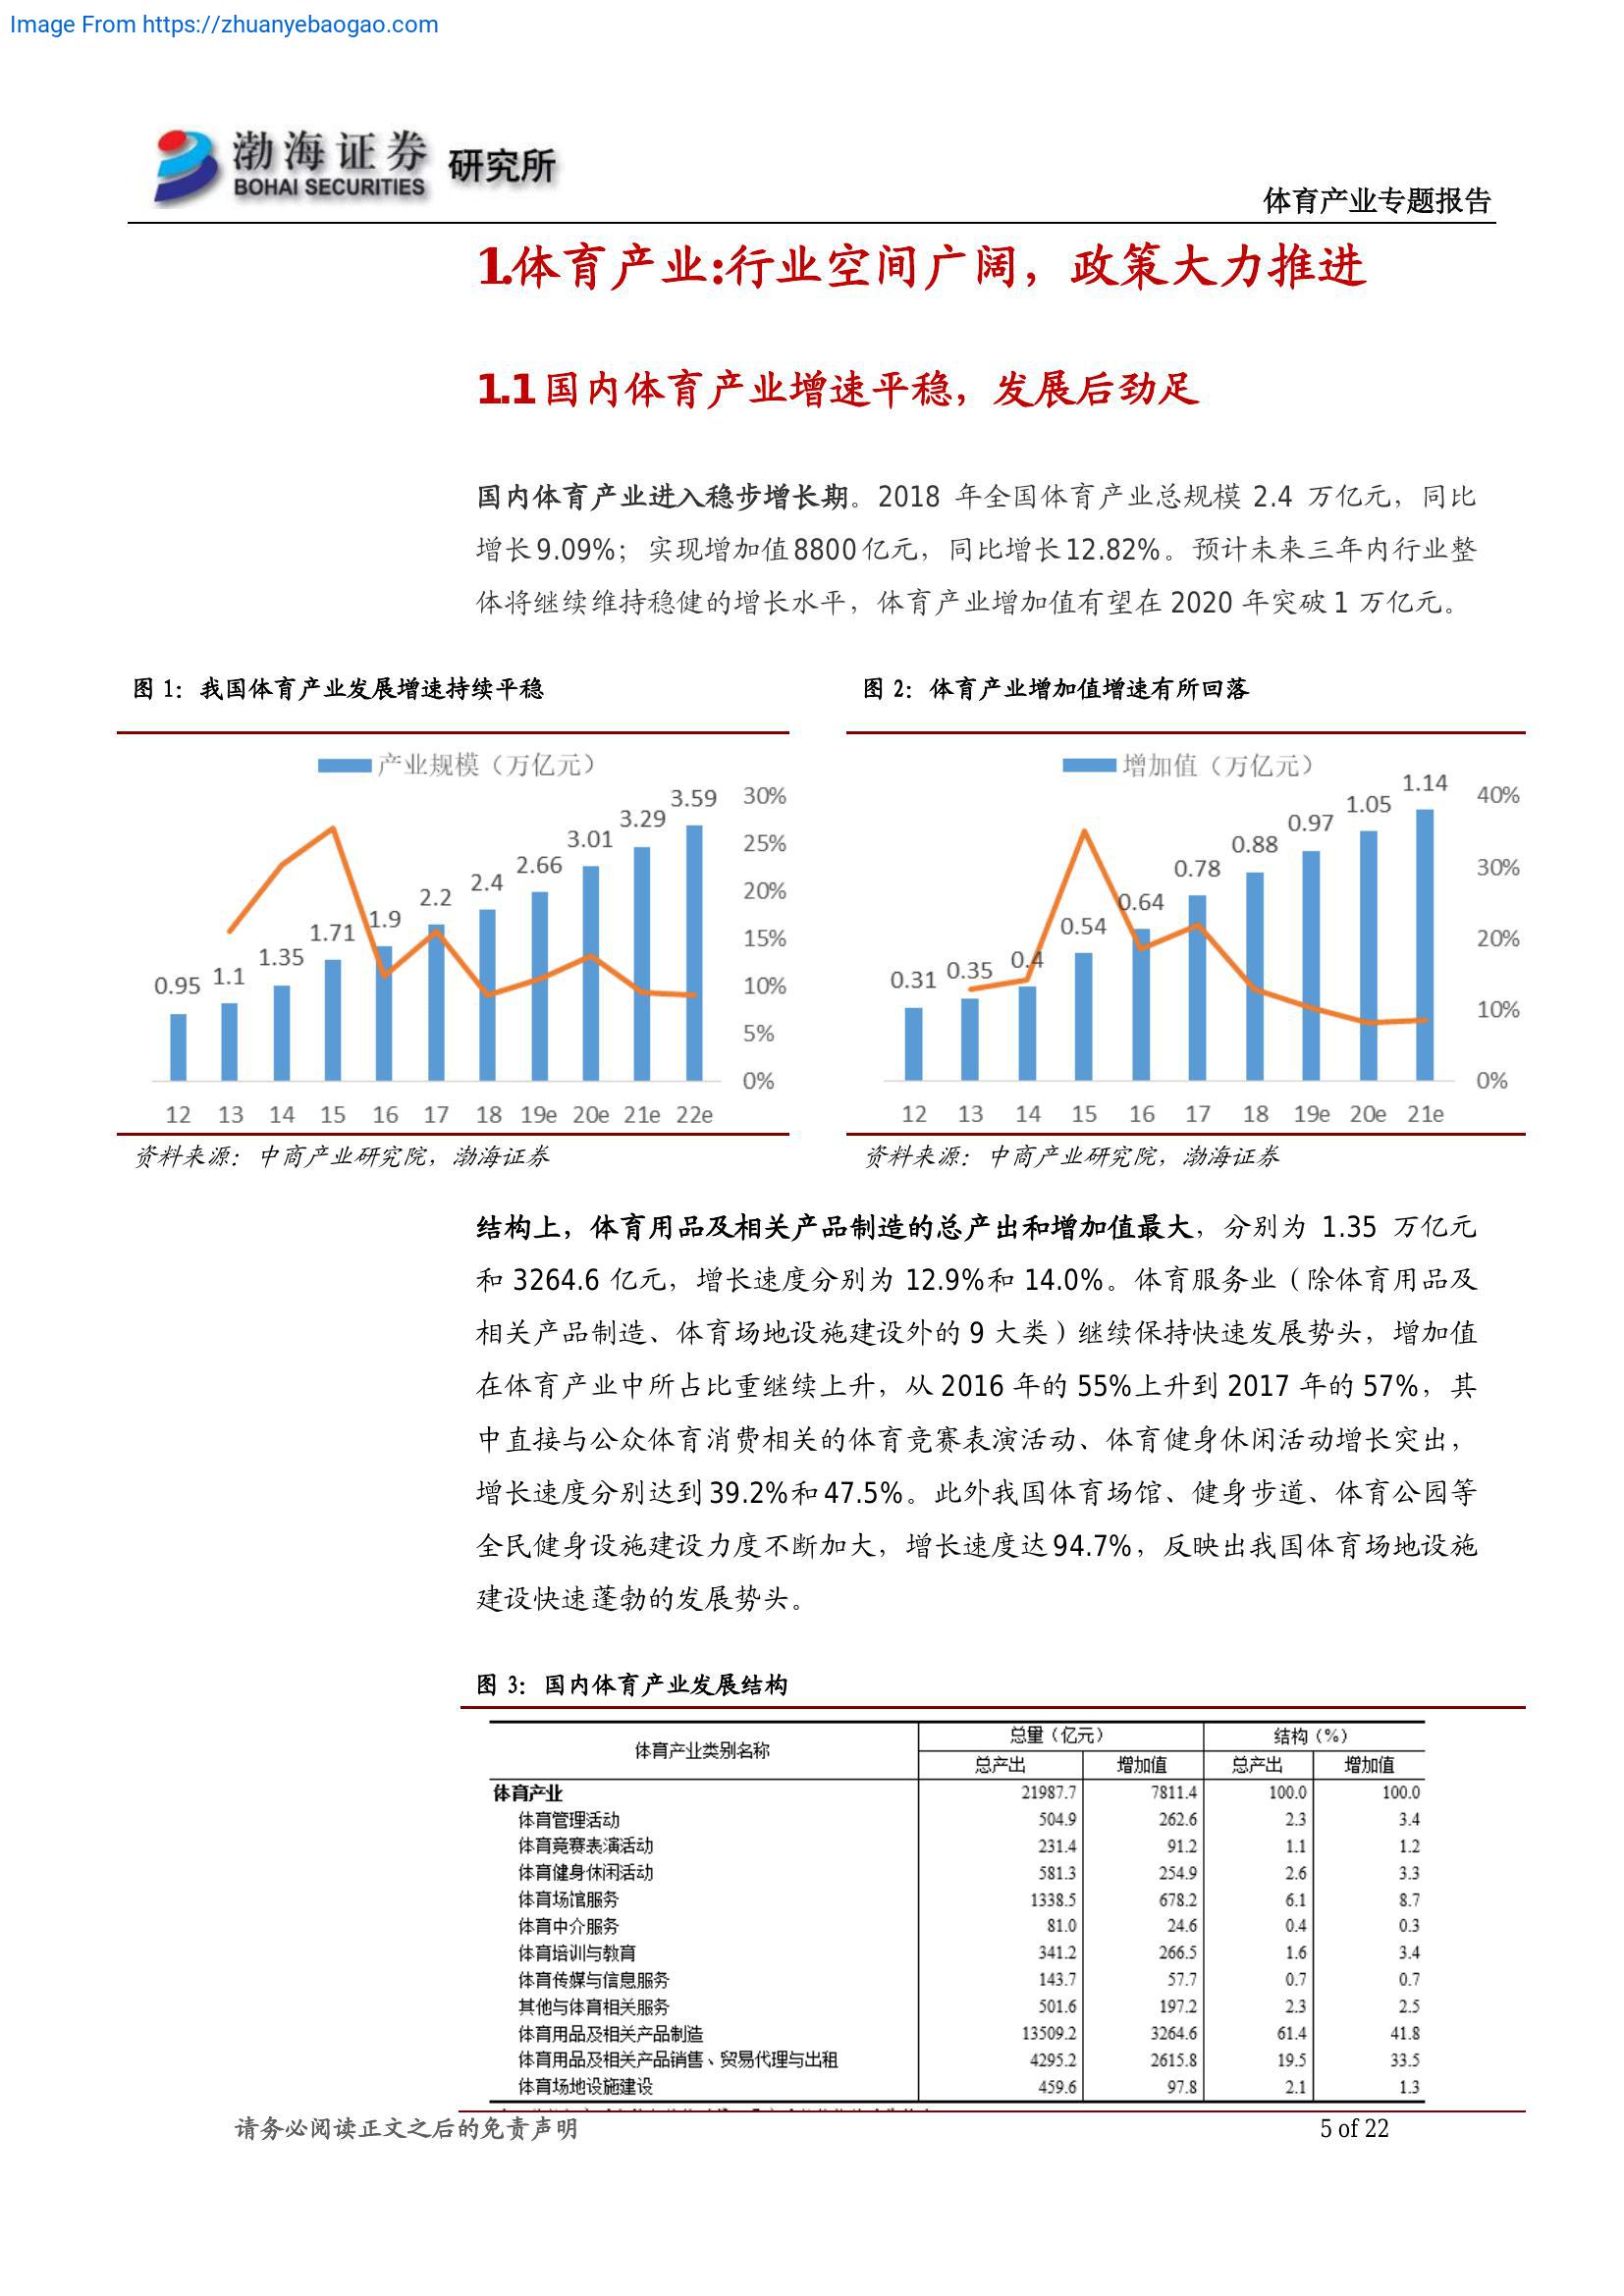 Image From https://zhuanyebaogao.com
渤海证券 研究所
BOHAI SECURITIES
体育产业专题报告
1.体育产业:行业空间广阔，政策大力推进
1.1 国内体育产业增速平稳，发展后劲足
国内体育产业进入稳步增长期。2018 年全国体育产业总规模 2.4 万亿元，同比
增长9.09%；实现增加值8800亿元，同比增长12.82%。预计未来三年内行业整
体将继续维持稳健的增长水平，体育产业增加值有望在 2020 年突破 1 万亿元。
图 1：我国体育产业发展增速持续平稳
产业规模（万亿元）
0.95 1.1 1.35 1.71 1.9 2.2 2.4 2.66 3.01 3.29 3.59
30%
25%
20%
15%
10%
5%
0%
12 13 14 15 16 17 18 19e 20e 21e 22e
资料来源：中商产业研究院，渤海证券
图 2：体育产业增加值增速有所回落
增加值（万亿元）
0.31 0.35 0.4 0.54 0.64 0.78 0.88 0.97 1.05 1.14
40%
30%
20%
10%
0%
12 13 14 15 16 17 18 19e 20e 21e
资料来源：中商产业研究院，渤海证券
结构上，体育用品及相关产品制造的总产出和增加值最大，分别为 1.35 万亿元
和 3264.6 亿元，增长速度分别为 12.9%和 14.0%。体育服务业（除体育用品及
相关产品制造、体育场地设施建设外的 9 大类）继续保持快速发展势头，增加值
在体育产业中所占比重继续上升，从 2016 年的 55%上升到 2017 年的 57%，其
中直接与公众体育消费相关的体育竞赛表演活动、体育健身休闲活动增长突出，
增长速度分别达到 39.2%和 47.5%。此外我国体育场馆、健身步道、体育公园等
全民健身设施建设力度不断加大，增长速度达 94.7%，反映出我国体育场地设施
建设快速蓬勃的发展势头。
图 3：国内体育产业发展结构
体育产业类别名称 总量（亿元） 结构（%）
总产出 增加值 总产出 增加值
体育产业 21987.7 7811.4 100.0 100.0
体育管理活动 504.9 262.6 2.3 3.4
体育竞赛表演活动 231.4 91.2 1.1 1.2
体育健身休闲活动 581.3 254.9 2.6 3.3
体育场馆服务 1338.5 678.2 6.1 8.7
体育中介服务 81.0 24.6 0.4 0.3
体育培训与教育 341.2 266.5 1.6 3.4
体育传媒与信息服务 143.7 57.7 0.7 0.7
其他与体育相关服务 501.6 197.2 2.3 2.5
体育用品及相关产品制造 13509.2 3264.6 61.4 41.8
体育用品及相关产品销售、贸易代理与出租 4295.2 2615.8 19.5 33.5
体育场地设施建设 459.6 97.8 2.1 1.3
请务必阅读正文之后的免责声明 5 of 22